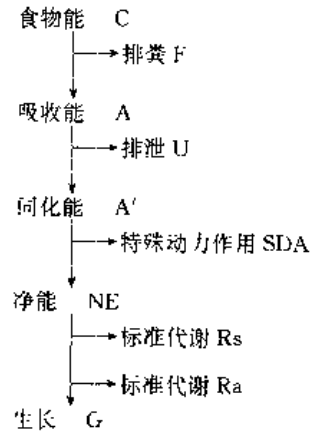 食物能 C
排粪 F
吸收能 A
排泄 U
同化能 A′
特殊动力作用 SDA
净能 NE
标准代谢 Rs
标准代谢 Ra
生长 G